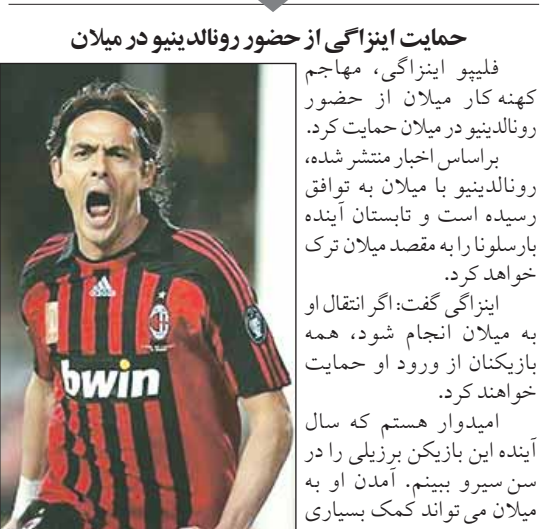 حمایت اینزاگی از حضور رونالدینیو در میلان
فلیپو اینزاگی، مهاجم
کهنه کار میلان از حضور
رونالدینیو در میلان حمایت کرد.
براساس اخبار منتشر شده،
رونالدینیو با میلان به توافق
رسیده است و تابستان آینده
بارسلونا را به مقصد میلان ترک
خواهد کرد.
اینزاگی گفت: اگر انتقال او
به میلان انجام شود، همه
بازیکنان از ورود او حمایت
خواهند کرد.
امیدوار هستم که سال
آینده این بازیکن برزیلی را در
سن سیرو ببینم. آمدن او به
میلان می تواند کمک بسیاری
adidas
bwin